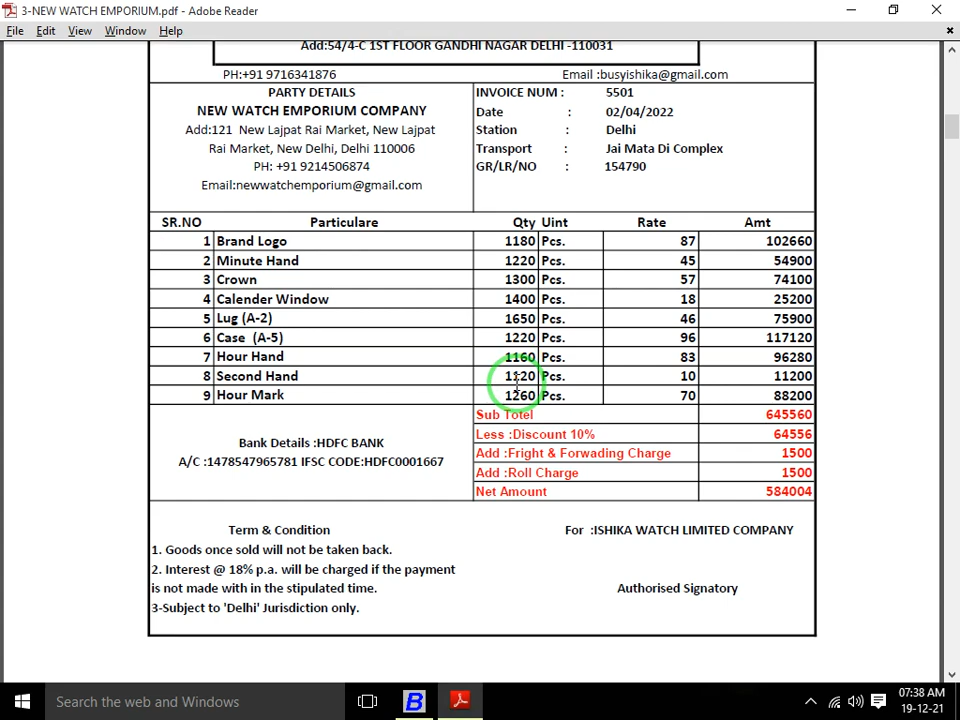 3-NEW WATCH EMPORIUM.pdf - Adobe Reader
File Edit View Window Help
Add:54/4-C 1ST FLOOR GANDHI NAGAR DELHI -110031
PH:+91 9716341876 Email :busyishika@gmail.com
PARTY DETAILS INVOICE NUM : 5501
NEW WATCH EMPORIUM COMPANY Date : 02/04/2022
Add:121 New Lajpat Rai Market, New Lajpat Station : Delhi
Rai Market, New Delhi, Delhi 110006 Transport : Jai Mata Di Complex
PH: +91 9214506874 GR/LR/NO : 154790
Email:newwatchemporium@gmail.com
SR.NO Particulare Qty Uint Rate Amt
1 Brand Logo 1180 Pcs. 87 102660
2 Minute Hand 1220 Pcs. 45 54900
3 Crown 1300 Pcs. 57 74100
4 Calender Window 1400 Pcs. 18 25200
5 Lug (A-2) 1650 Pcs. 46 75900
6 Case (A-5) 1220 Pcs. 96 117120
7 Hour Hand 1160 Pcs. 83 96280
8 Second Hand 1120 Pcs. 10 11200
9 Hour Mark 1260 Pcs. 70 88200
Sub Totel 645560
Less :Discount 10% 64556
Bank Details :HDFC BANK Add :Fright & Forwading Charge 1500
A/C :1478547965781 IFSC CODE:HDFC0001667 Add :Roll Charge 1500
Net Amount 584004
Term & Condition For :ISHIKA WATCH LIMITED COMPANY
1. Goods once sold will not be taken back.
2. Interest @ 18% p.a. will be charged if the payment
is not made with in the stipulated time. Authorised Signatory
3-Subject to 'Delhi' Jurisdiction only.
Search the web and Windows
B
07:38 AM
19-12-21